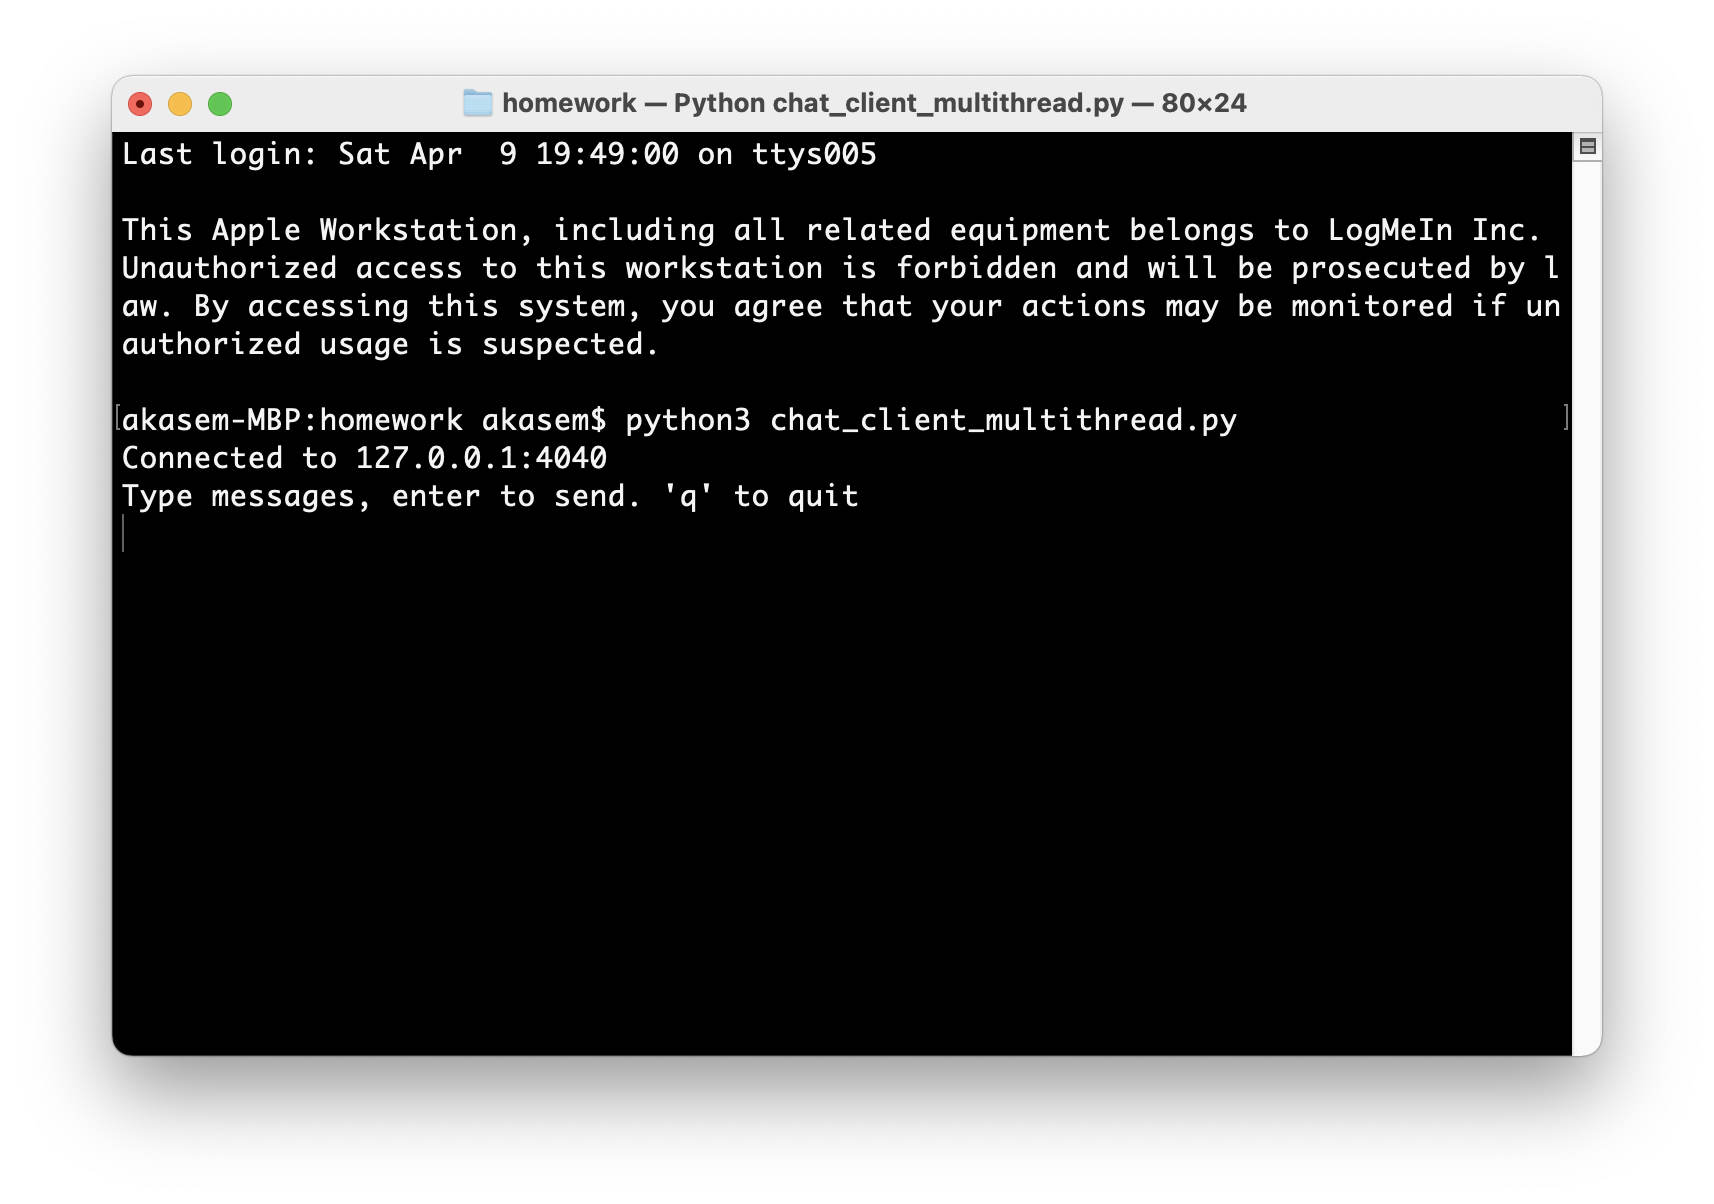 homework — Python chat_client_multithread.py — 80×24
Last login: Sat Apr  9 19:49:00 on ttys005
This Apple Workstation, including all related equipment belongs to LogMeIn Inc.
Unauthorized access to this workstation is forbidden and will be prosecuted by l
aw. By accessing this system, you agree that your actions may be monitored if un
authorized usage is suspected.
[akasem-MBP:homework akasem$ python3 chat_client_multithread.py ]
Connected to 127.0.0.1:4040
Type messages, enter to send. 'q' to quit